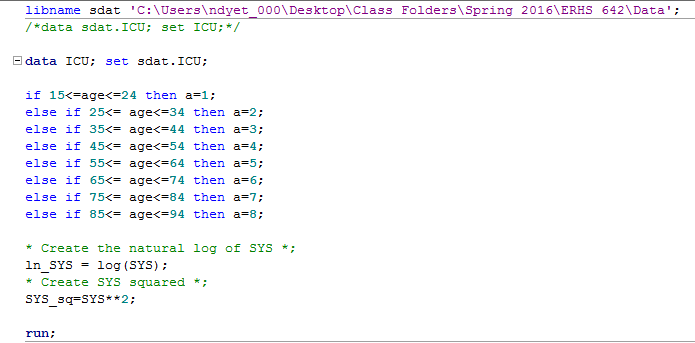 libname sdat 'C:\Users\ndyet_000\Desktop\Class Folders\Spring 2016\ERHS 642\Data';
/*data sdat.ICU; set ICU;*/
data ICU; set sdat.ICU;
if 15<=age<=24 then a=1;
else if 25<= age<=34 then a=2;
else if 35<= age<=44 then a=3;
else if 45<= age<=54 then a=4;
else if 55<= age<=64 then a=5;
else if 65<= age<=74 then a=6;
else if 75<= age<=84 then a=7;
else if 85<= age<=94 then a=8;
* Create the natural log of SYS *;
ln_SYS = log(SYS);
* Create SYS squared *;
SYS_sq=SYS**2;
run;